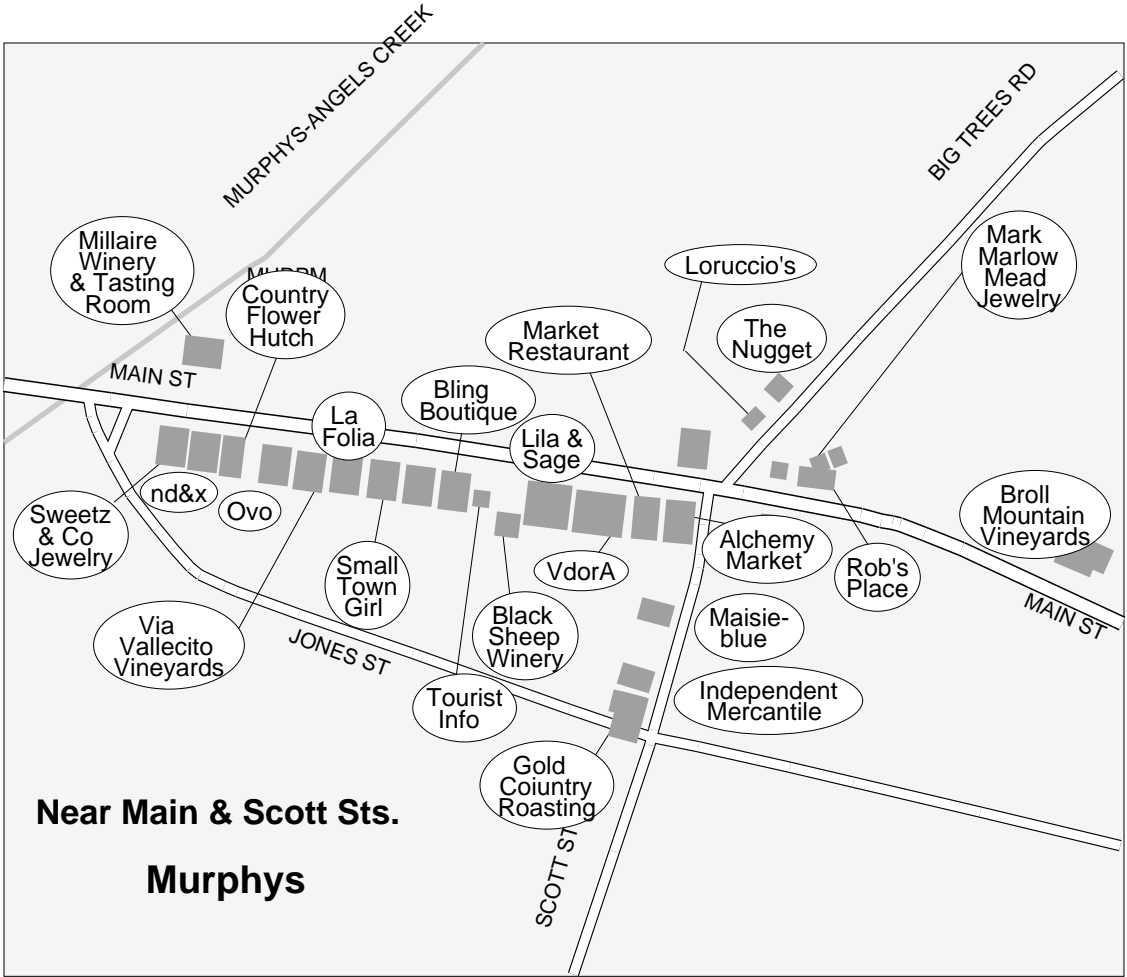 MURPHYS-ANGELS CREEK
BIG TREES RD
Millaire
Winery
& Tasting
Room
Country
Flower
Hutch
Loruccio's
Mark
Marlow
Mead
Jewelry
Market
Restaurant
The
Nugget
MAIN ST
Bling
Boutique
La
Folia
Lila &
Sage
nd&x
Ovo
Sweetz
& Co
Jewelry
Broll
Mountain
Vineyards
Alchemy
Market
VdorA
Rob's
Place
Small
Town
Girl
Via
Vallecito
Vineyards
Black
Sheep
Winery
Maisie-
blue
MAIN ST
JONES ST
Tourist
Info
Independent
Mercantile
Gold
Coiuntry
Roasting
Near Main & Scott Sts.
Murphys
SCOTT ST